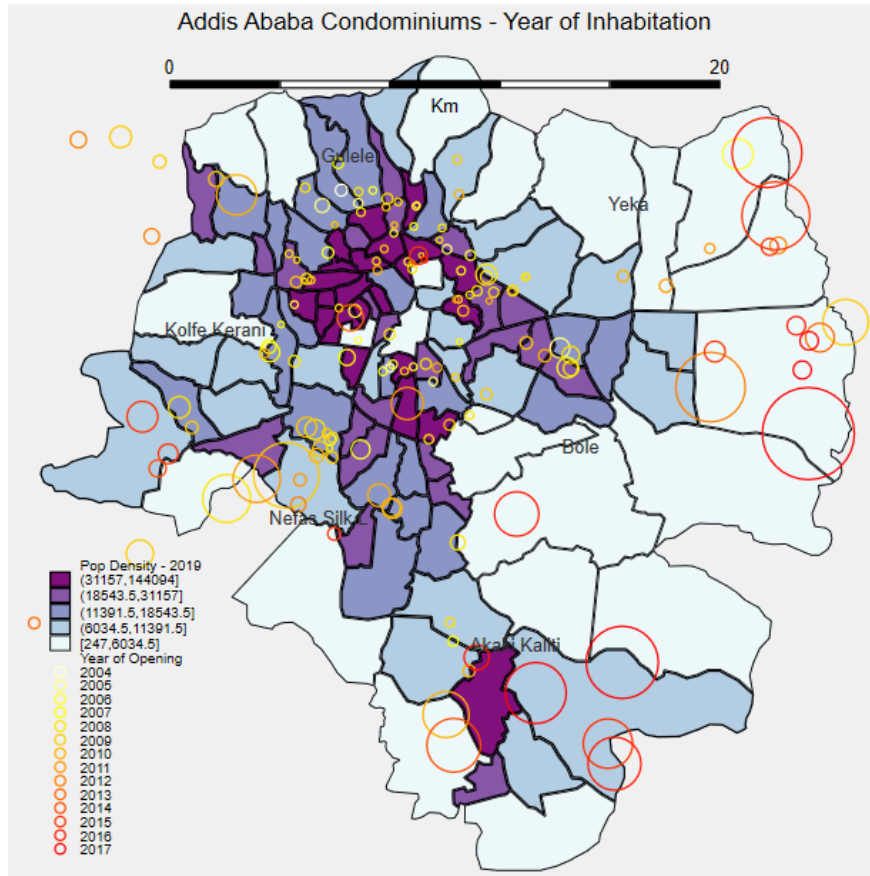 Addis Ababa Condominiums - Year of Inhabitation
0 20
Km
Gulele
Yeka
Kolfe Kerani
Bole
Nefas Silk L
Akaki Kaliti
Pop Density - 2019
(31157,144094]
(18543.5,31157]
(11391.5,18543.5]
(6034.5,11391.5]
[247,6034.5]
Year of Opening
2004
2005
2006
2007
2008
2009
2010
2011
2012
2013
2014
2015
2016
2017